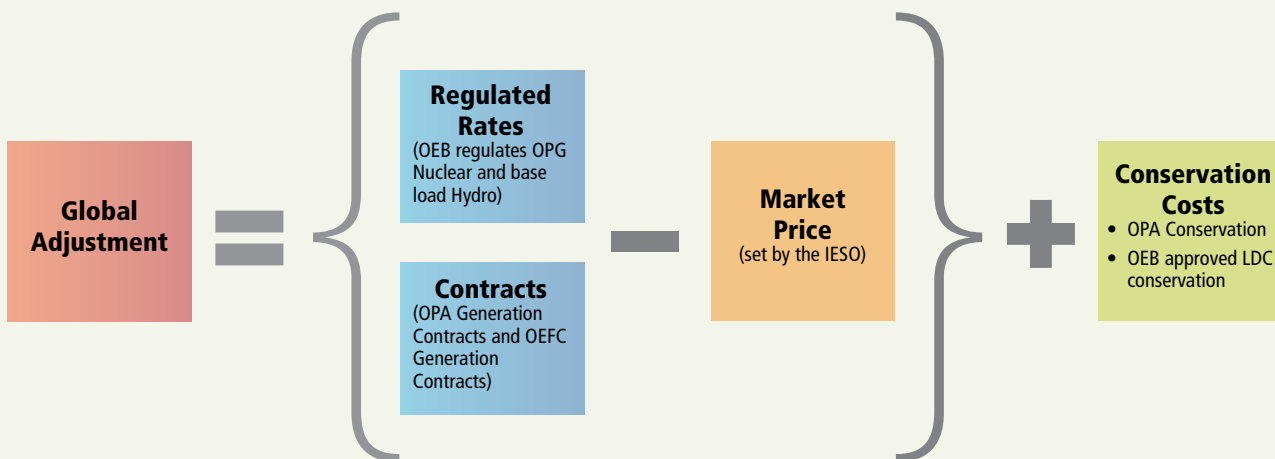 Global
Adjustment
Regulated
Rates
(OEB regulates OPG
Nuclear and base
load Hydro)
Contracts
(OPA Generation
Contracts and OEFC
Generation
Contracts)
Market
Price
(set by the IESO)
Conservation
Costs
• OPA Conservation
• OEB approved LDC
conservation